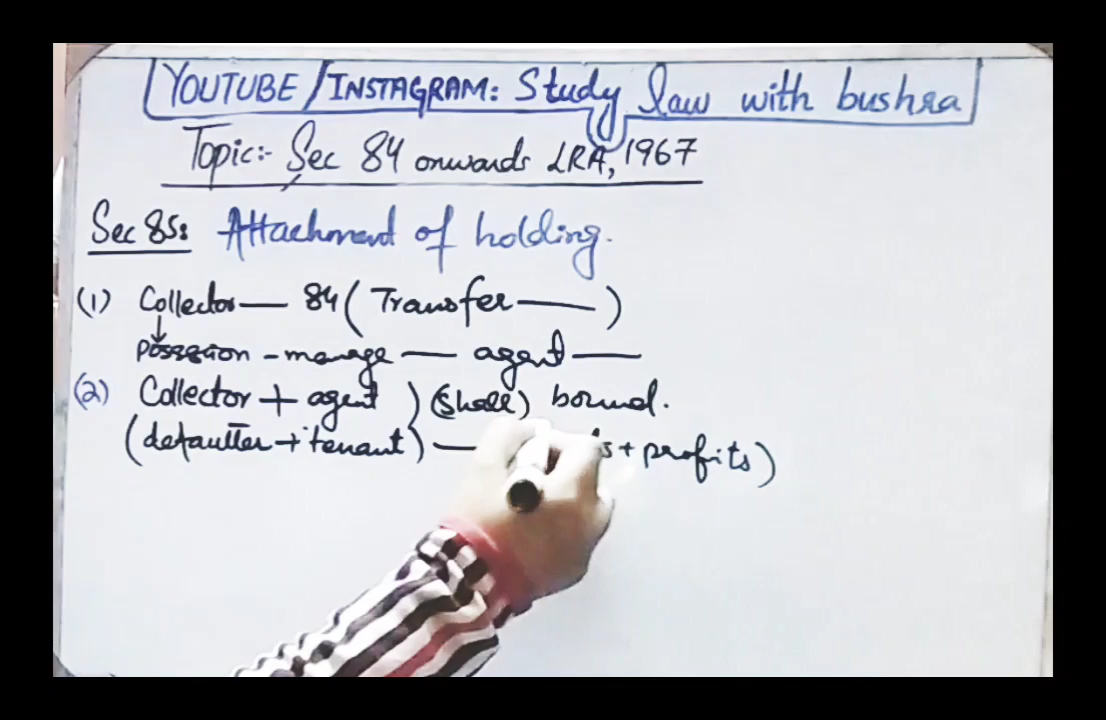 YOUTUBE/INSTAGRAM: Study law with bushra
Topic:- Sec 84 onwards LRA, 1967
Sec 85: Attachment of holding.
(1) Collector — 84 (Transfer — )
possession - manage — agent —
(2) Collector + agent ) (shall) bound.
(defaulter + tenant) — s + profits)